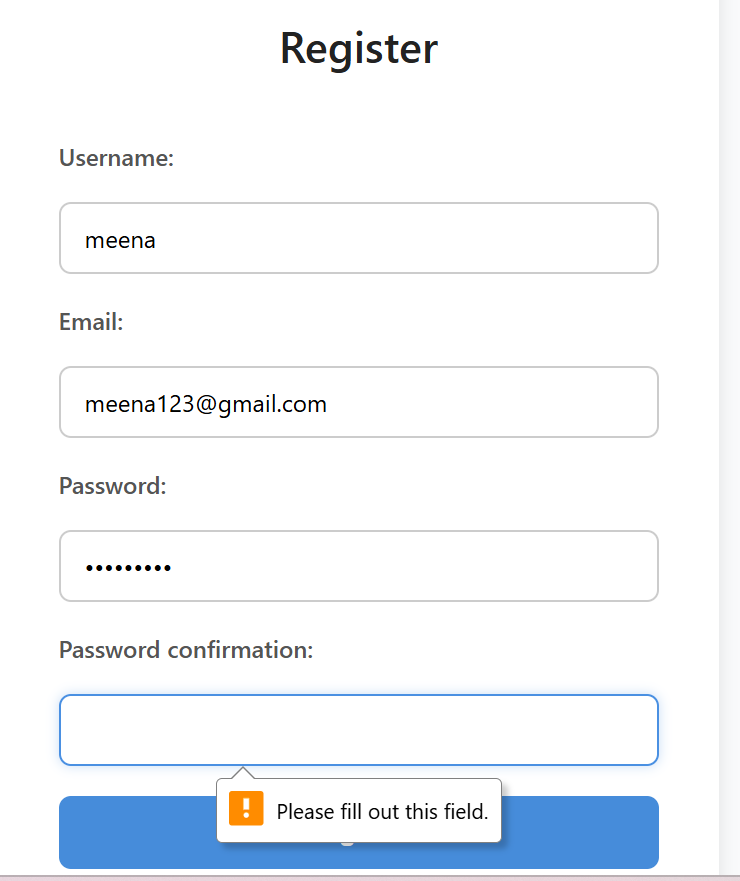 Register
Username:
meena
Email:
meena123@gmail.com
Password:
•••••••••
Password confirmation:
Please fill out this field.